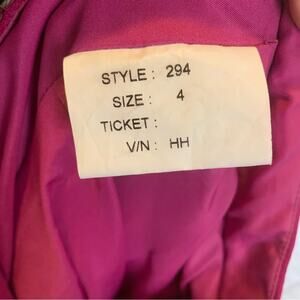 STYLE : 294
SIZE : 4
TICKET :
V/N : HH